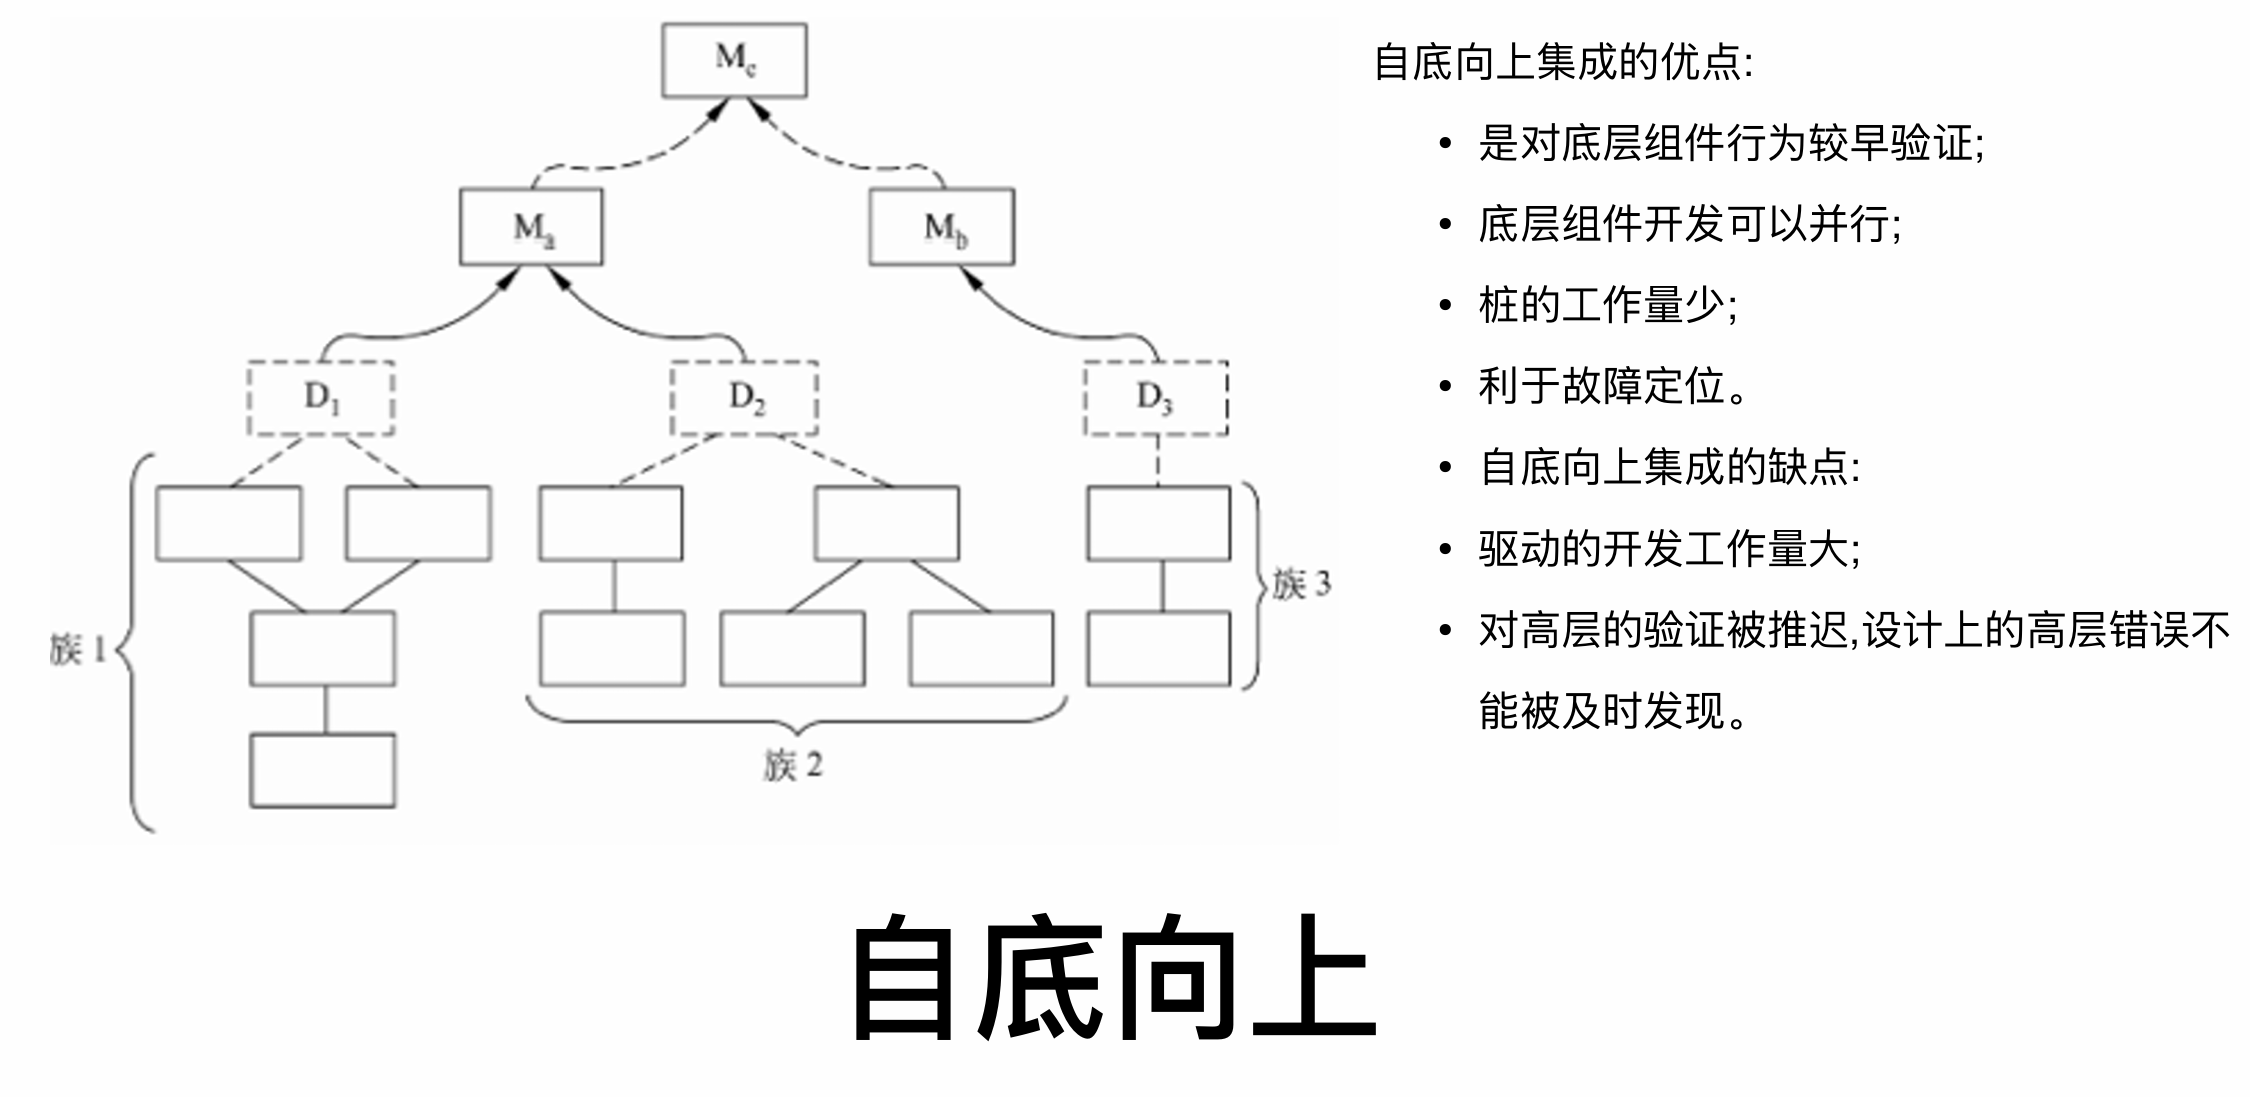 M_c
M_a
M_b
D_1
D_2
D_3
族 1
族 2
族 3
自底向上集成的优点:
• 是对底层组件行为较早验证;
• 底层组件开发可以并行;
• 桩的工作量少;
• 利于故障定位。
• 自底向上集成的缺点:
• 驱动的开发工作量大;
• 对高层的验证被推迟,设计上的高层错误不
能被及时发现。
自底向上